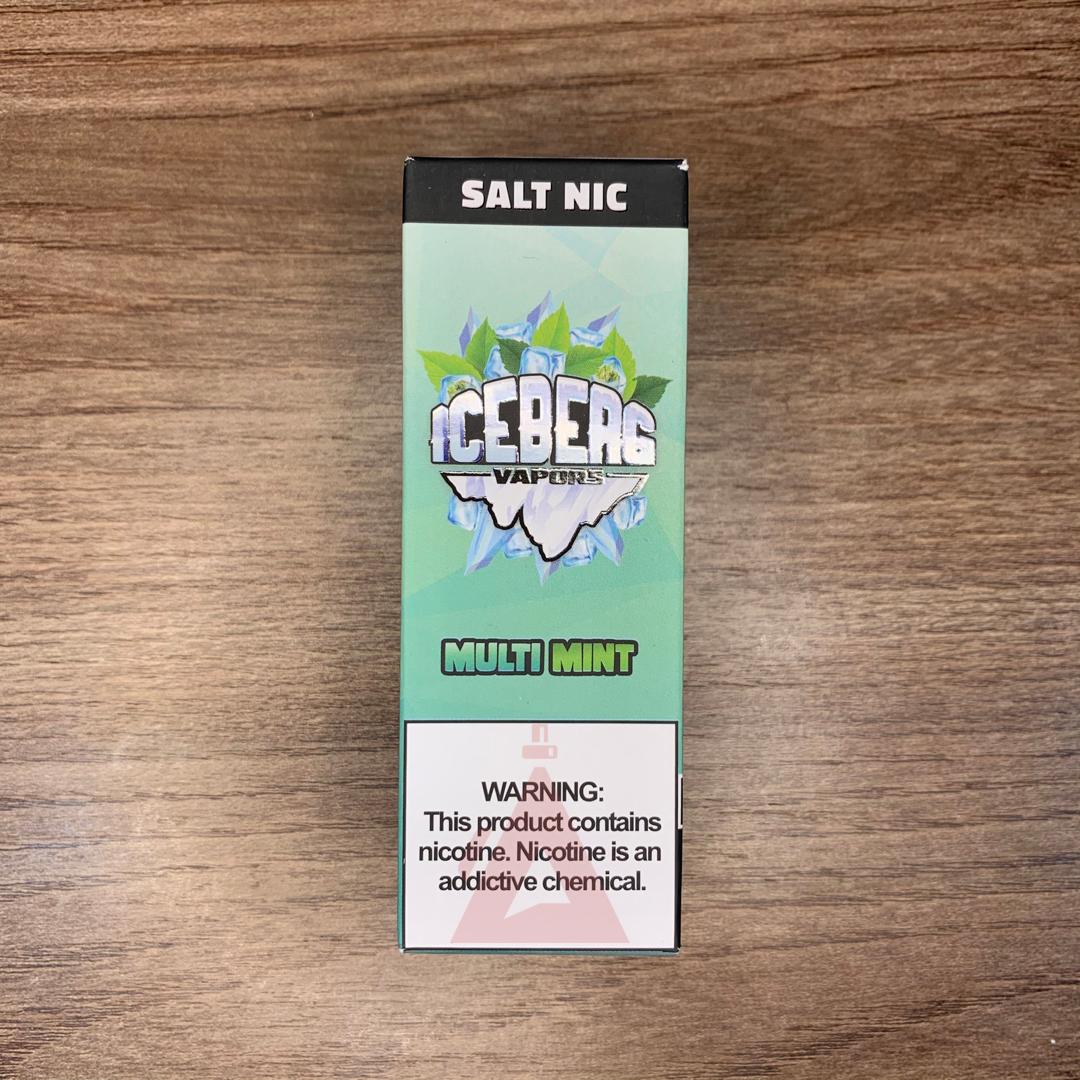 SALT NIC
ICEBERG
VAPORS
MULTI MINT
WARNING:
This product contains
nicotine. Nicotine is an
addictive chemical.